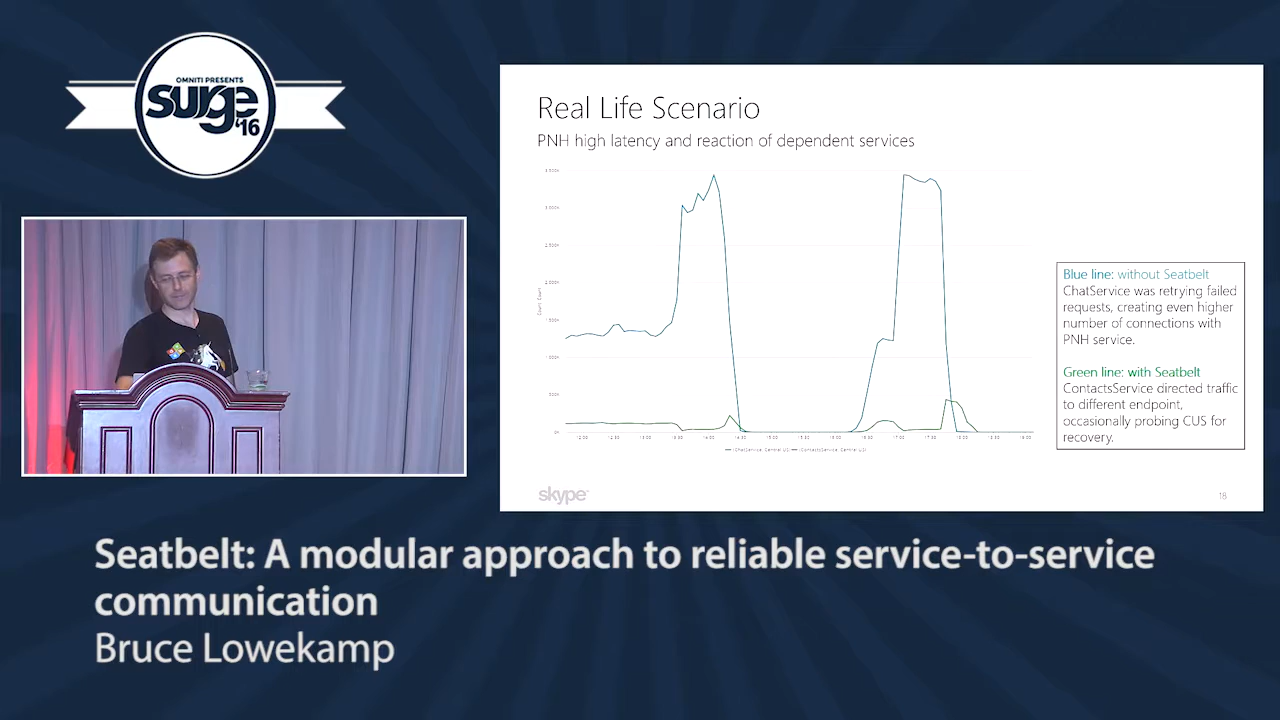 OMNITI PRESENTS
surge
'16
Real Life Scenario
PNH high latency and reaction of dependent services
Blue line: without Seatbelt
ChatService was retrying failed
requests, creating even higher
number of connections with
PNH service.
Green line: with Seatbelt
ContactsService directed traffic
to different endpoint,
occasionally probing CUS for
recovery.
skype
18
Seatbelt: A modular approach to reliable service-to-service
communication
Bruce Lowekamp